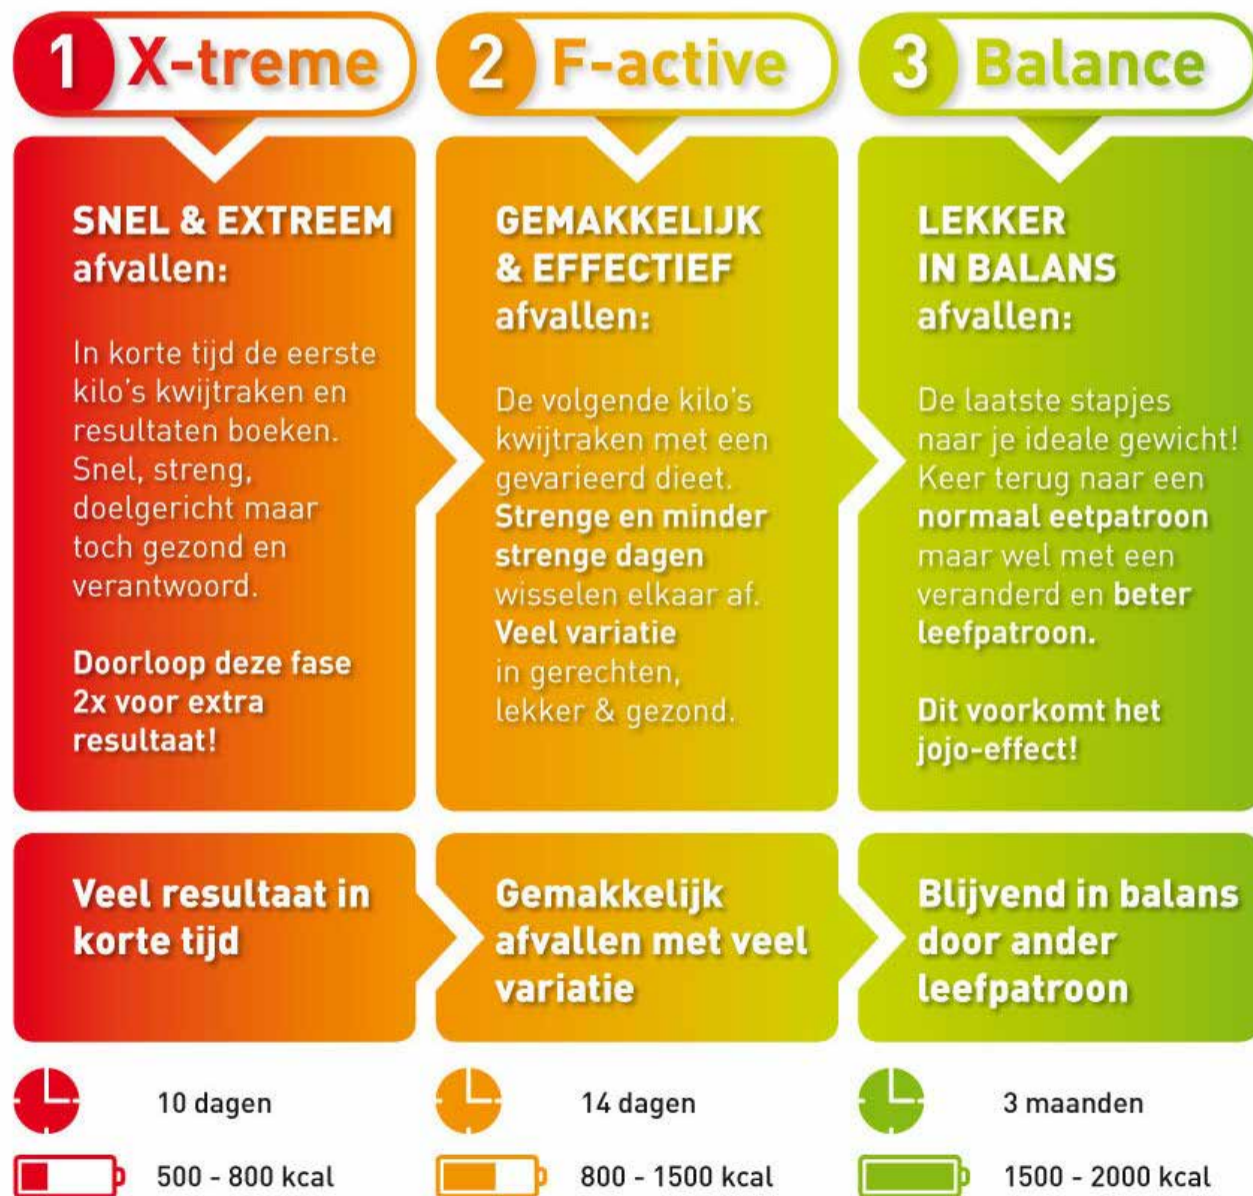 1 X-treme
SNEL & EXTREEM
afvallen:
In korte tijd de eerste
kilo's kwijtraken en
resultaten boeken.
Snel, streng,
doelgericht maar
toch gezond en
verantwoord.
Doorloop deze fase
2x voor extra
resultaat!
Veel resultaat in
korte tijd
10 dagen
500 - 800 kcal
2 F-active
GEMAKKELIJK
& EFFECTIEF
afvallen:
De volgende kilo's
kwijtraken met een
gevarieerd dieet.
Strenge en minder
strenge dagen
wisselen elkaar af.
Veel variatie
in gerechten,
lekker & gezond.
Gemakkelijk
afvallen met veel
variatie
14 dagen
800 - 1500 kcal
3 Balance
LEKKER
IN BALANS
afvallen:
De laatste stapjes
naar je ideale gewicht!
Keer terug naar een
normaal eetpatroon
maar wel met een
veranderd en beter
leefpatroon.
Dit voorkomt het
jojo-effect!
Blijvend in balans
door ander
leefpatroon
3 maanden
1500 - 2000 kcal